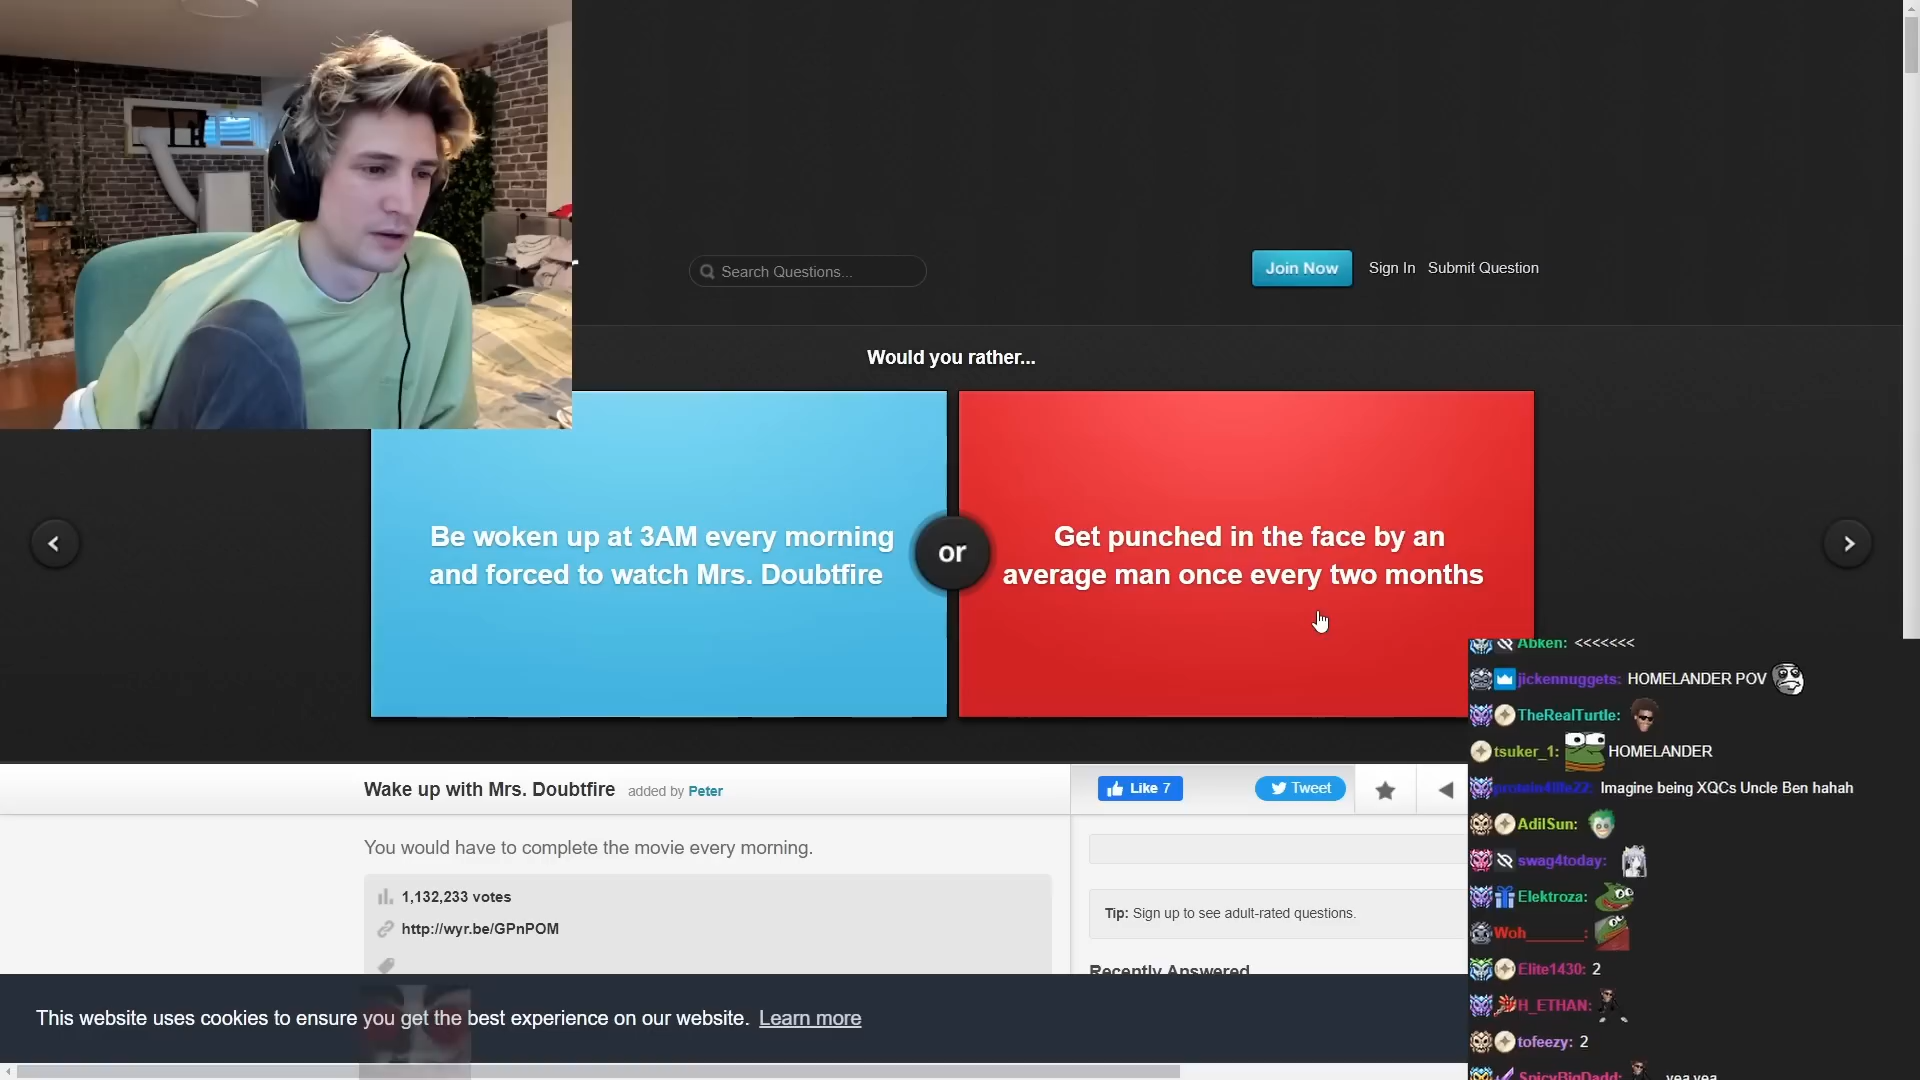 Search Questions...
Join Now
Sign In
Submit Question
Would you rather...
Be woken up at 3AM every morning
and forced to watch Mrs. Doubtfire
or
Get punched in the face by an
average man once every two months
Wake up with Mrs. Doubtfire added by Peter
Like 7
Tweet
You would have to complete the movie every morning.
1,132,233 votes
http://wyr.be/GPnPOM
Tip: Sign up to see adult-rated questions.
Recently Answered
This website uses cookies to ensure you get the best experience on our website. Learn more
Abken: <<<<<<<
jickennuggets: HOMELANDER POV
TheRealTurtle:
tsuker_1: HOMELANDER
Imagine being XQCs Uncle Ben hahah
AdilSun:
swag4today:
Elektroza:
Woh______:
Elite1430: 2
H_ETHAN:
tofeezy: 2
SpicyBigDadd: yea yea